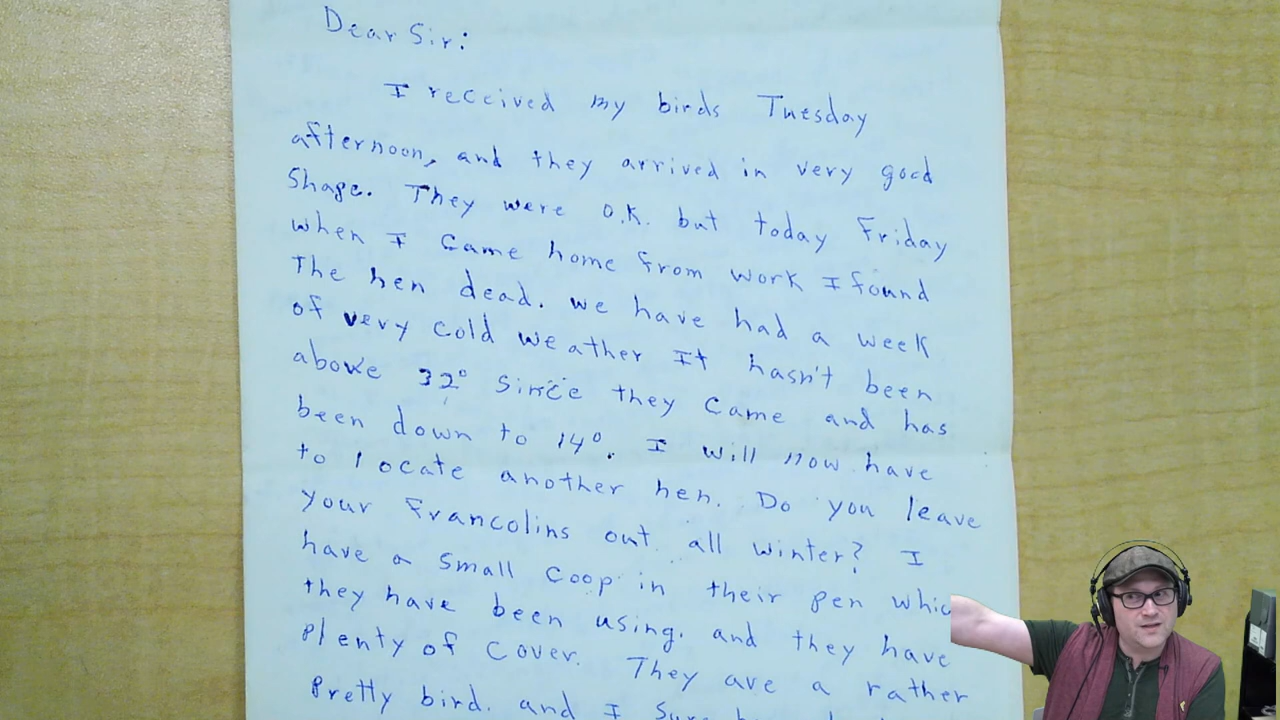 Dear Sir:
I received my birds Tuesday
afternoon, and they arrived in very good
Shape. They were O.K. but today Friday
when I came home from work I found
The hen dead. we have had a week
of very cold weather It hasn't been
above 32° Since they came and has
been down to 14°. I will now have
to locate another hen. Do you leave
your Francolins out all winter? I
have a small coop in their pen
they have been using. and they have
plenty of cover. They are a rather
Pretty bird. and I Sure